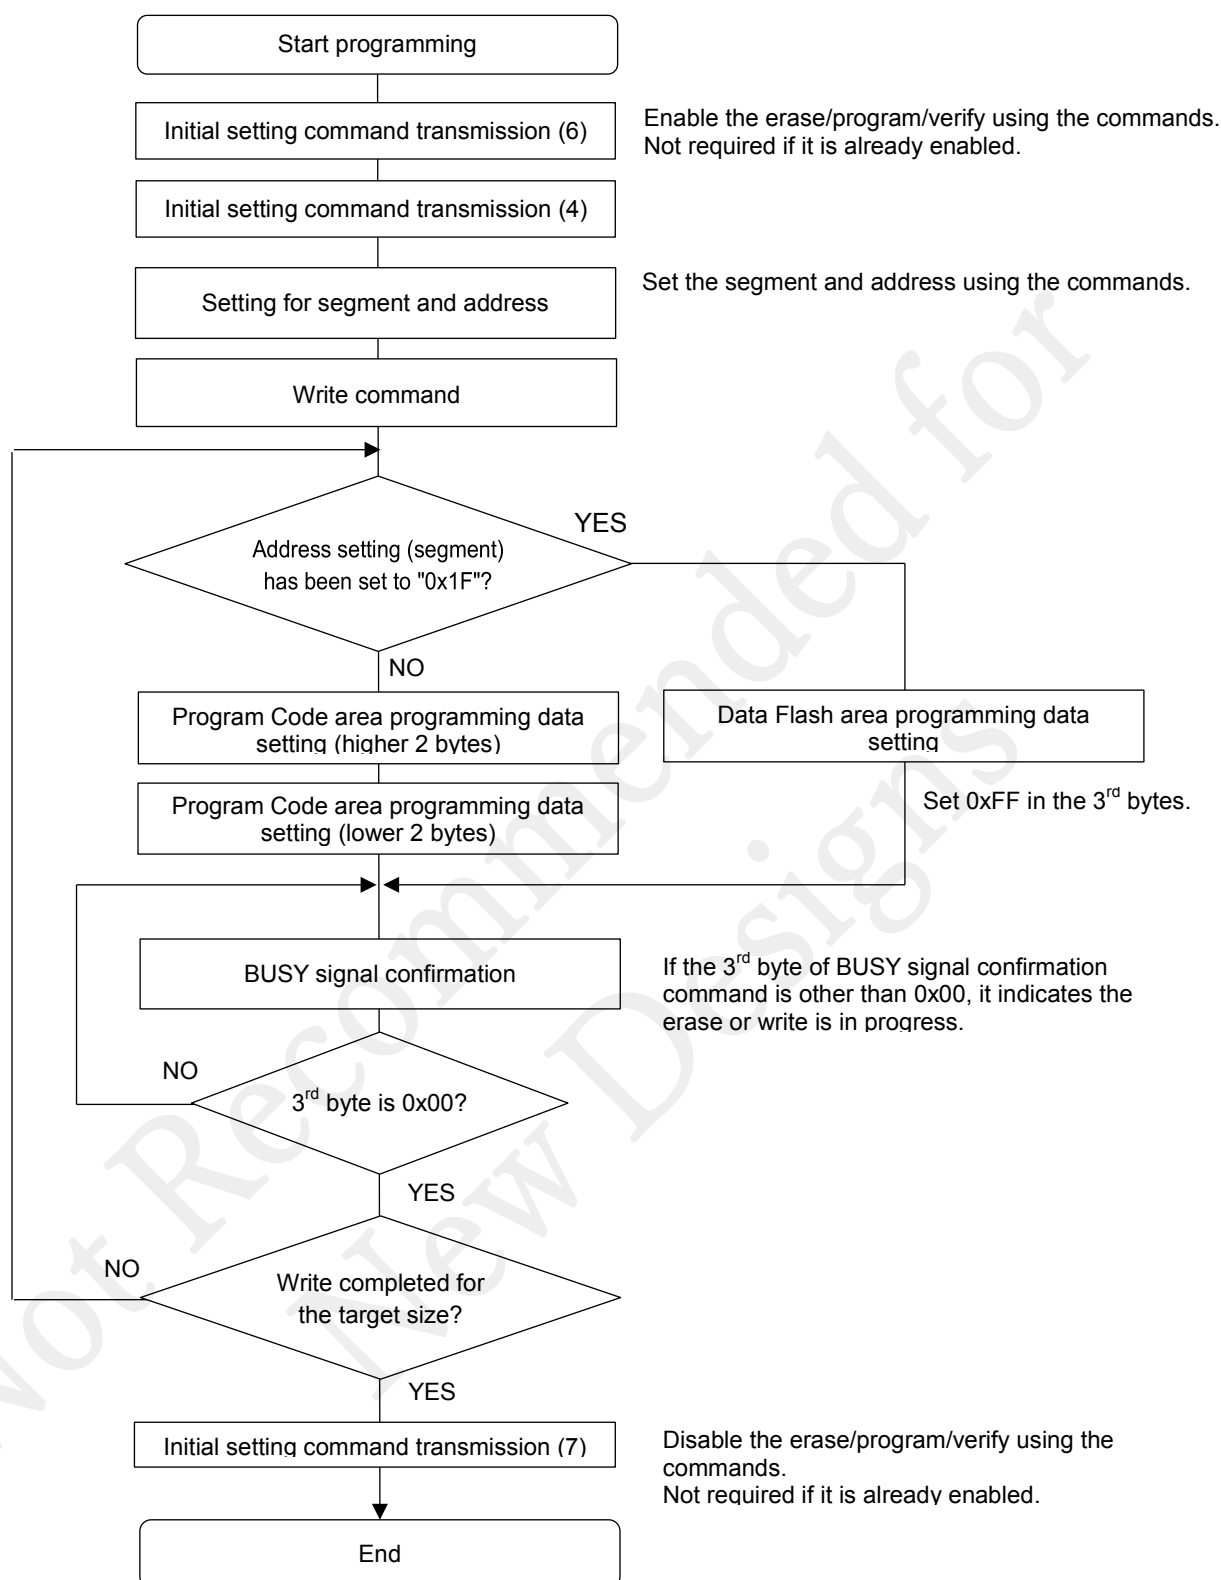 Start programming
Initial setting command transmission (6)
Enable the erase/program/verify using the commands.
Not required if it is already enabled.
Initial setting command transmission (4)
Setting for segment and address
Set the segment and address using the commands.
Write command
YES
Address setting (segment)
has been set to "0x1F"?
NO
Program Code area programming data
setting (higher 2 bytes)
Data Flash area programming data
setting
Program Code area programming data
setting (lower 2 bytes)
Set 0xFF in the 3rd bytes.
BUSY signal confirmation
If the 3rd byte of BUSY signal confirmation
command is other than 0x00, it indicates the
erase or write is in progress.
NO
3rd byte is 0x00?
YES
NO
Write completed for
the target size?
YES
Initial setting command transmission (7)
Disable the erase/program/verify using the
commands.
Not required if it is already enabled.
End
Not Recommended for
New Designs